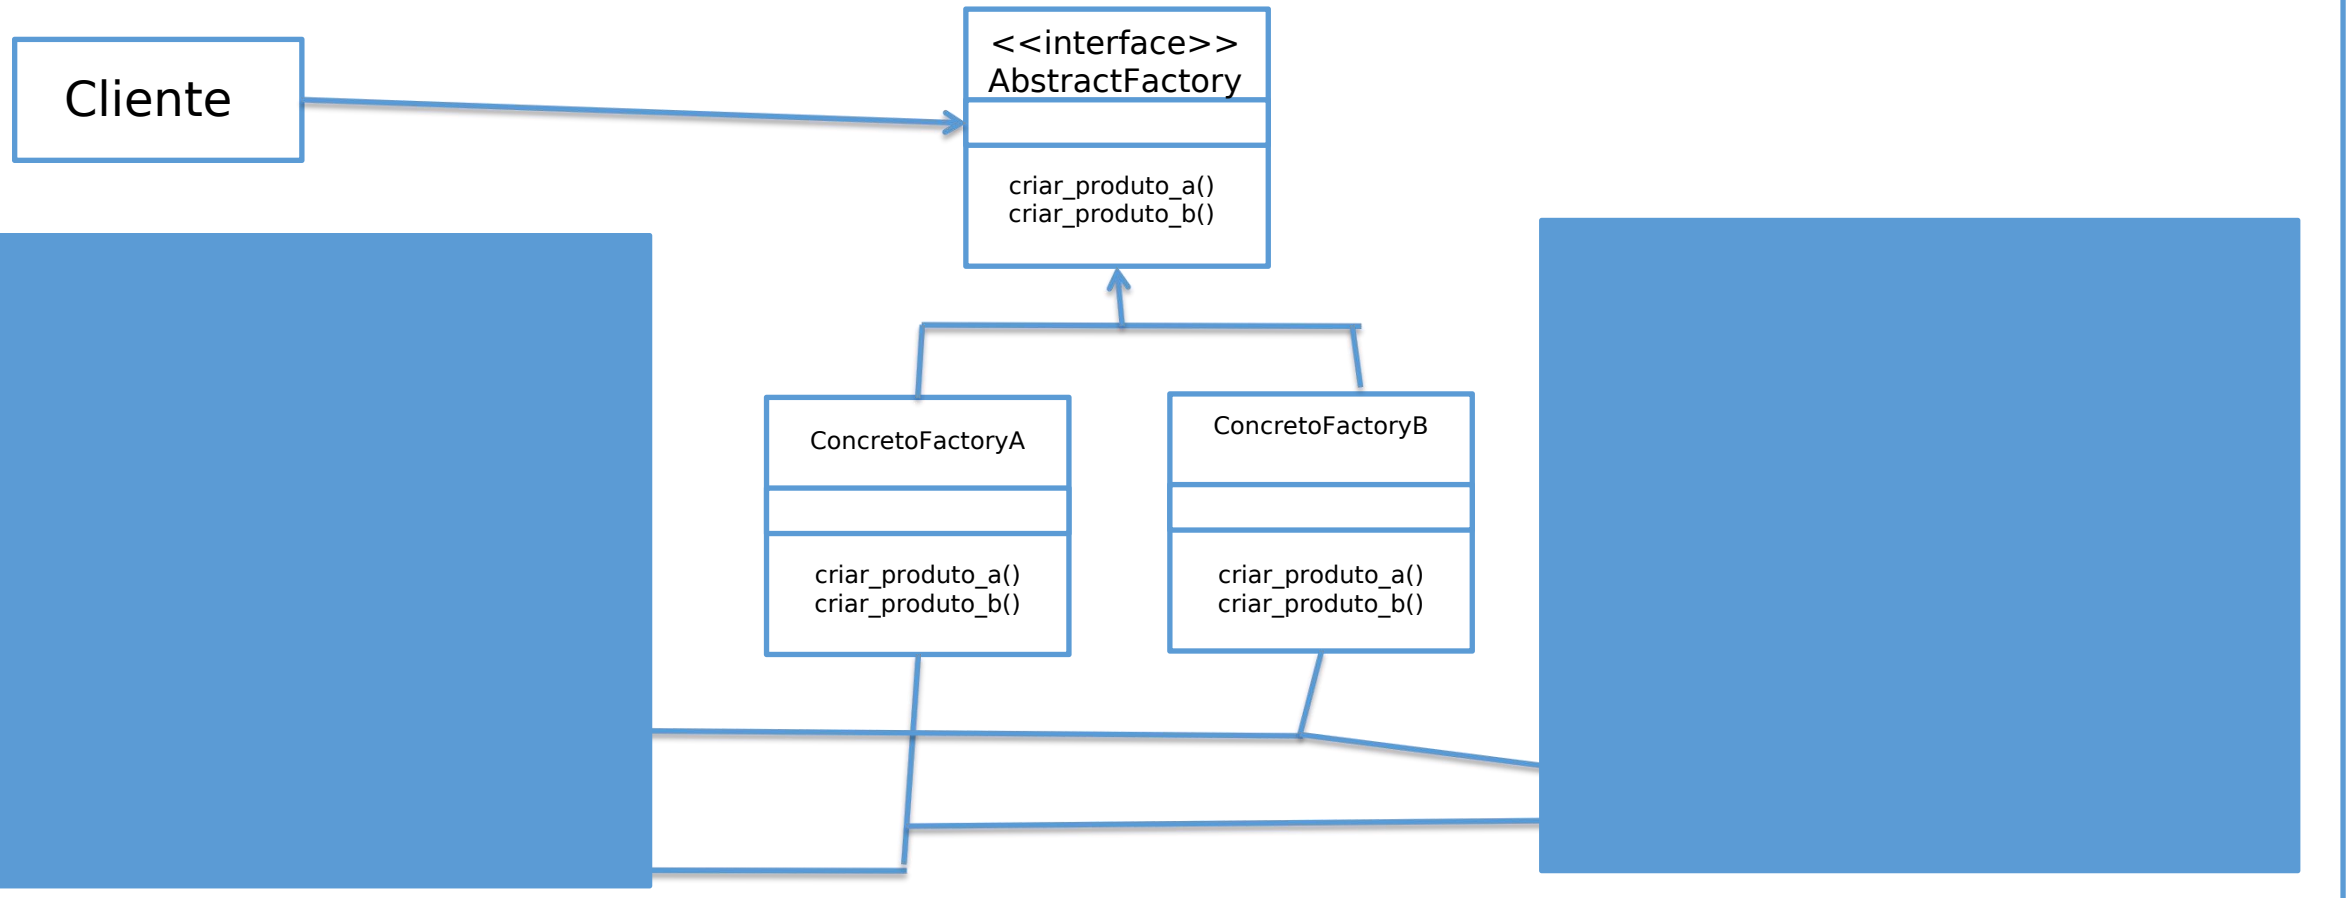 Cliente
<<interface>>
AbstractFactory
criar_produto_a()
criar_produto_b()
ConcretoFactoryA
criar_produto_a()
criar_produto_b()
ConcretoFactoryB
criar_produto_a()
criar_produto_b()